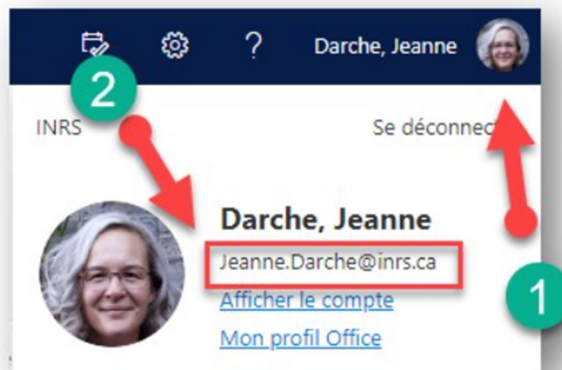 ? Darche, Jeanne
2
INRS Se déconnec
Darche, Jeanne
Jeanne.Darche@inrs.ca
Afficher le compte
1
Mon profil Office